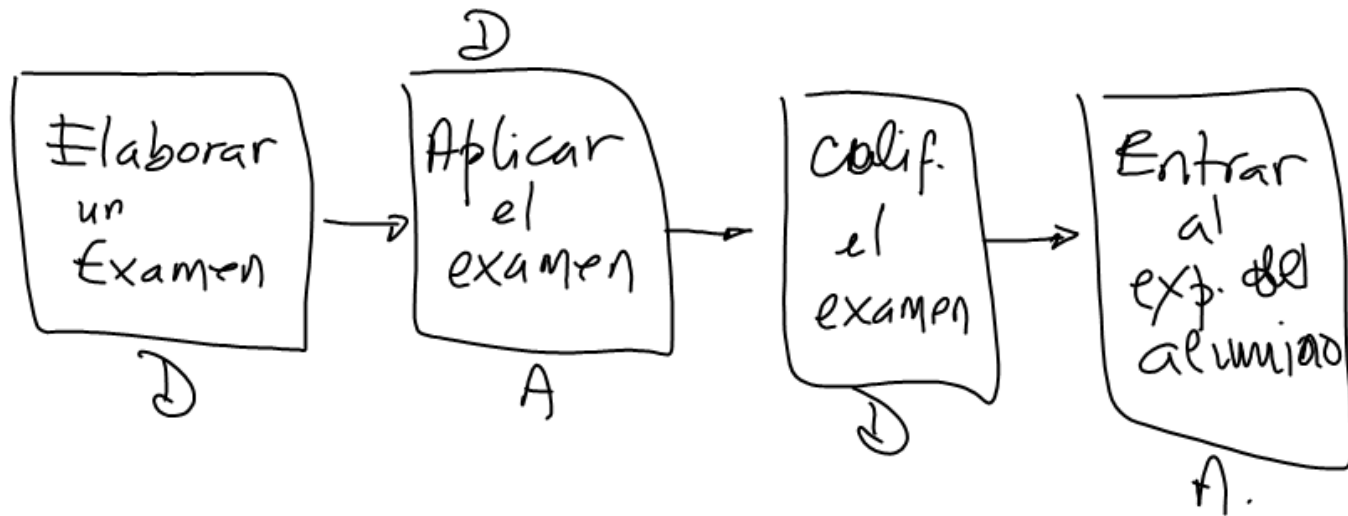 D
Elaborar
un
Examen
D
Aplicar
el
examen
A
calif.
el
examen
D
Entrar
al
exp. del
alumno
A.